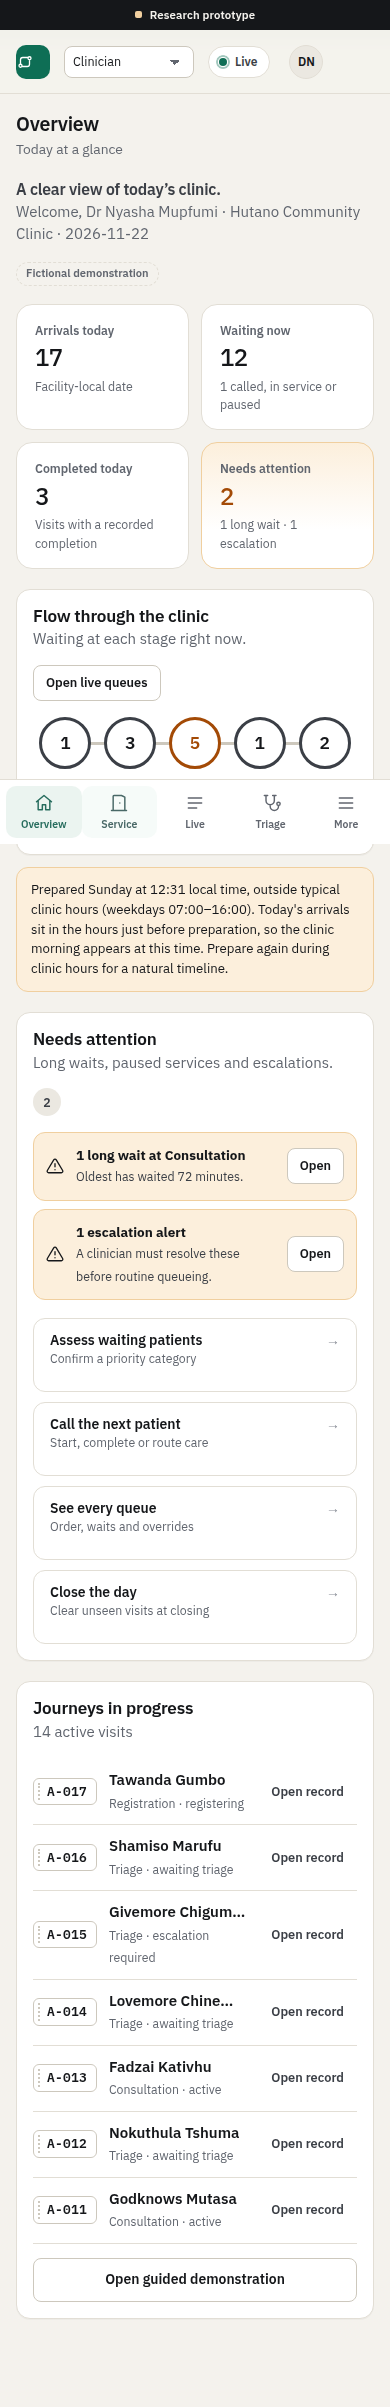 Research prototype
Clinician
Live
DN
Overview
Today at a glance
A clear view of today's clinic.
Welcome, Dr Nyasha Mupfumi · Hutano Community
Clinic · 2026-11-22
Fictional demonstration
Arrivals today
17
Facility-local date
Waiting now
12
1 called, in service or
paused
Completed today
3
Visits with a recorded
completion
Needs attention
2
1 long wait · 1
escalation
Flow through the clinic
Waiting at each stage right now.
Open live queues
1
3
5
1
2
Overview
Service
Live
Triage
More
Prepared Sunday at 12:31 local time, outside typical
clinic hours (weekdays 07:00–16:00). Today's arrivals
sit in the hours just before preparation, so the clinic
morning appears at this time. Prepare again during
clinic hours for a natural timeline.
Needs attention
Long waits, paused services and escalations.
2
1 long wait at Consultation
Oldest has waited 72 minutes.
Open
1 escalation alert
A clinician must resolve these
before routine queueing.
Open
Assess waiting patients →
Confirm a priority category
Call the next patient →
Start, complete or route care
See every queue →
Order, waits and overrides
Close the day →
Clear unseen visits at closing
Journeys in progress
14 active visits
A-017
Tawanda Gumbo
Registration · registering
Open record
A-016
Shamiso Marufu
Triage · awaiting triage
Open record
A-015
Givemore Chigum...
Triage · escalation
required
Open record
A-014
Lovemore Chine...
Triage · awaiting triage
Open record
A-013
Fadzai Kativhu
Consultation · active
Open record
A-012
Nokuthula Tshuma
Triage · awaiting triage
Open record
A-011
Godknows Mutasa
Consultation · active
Open record
Open guided demonstration